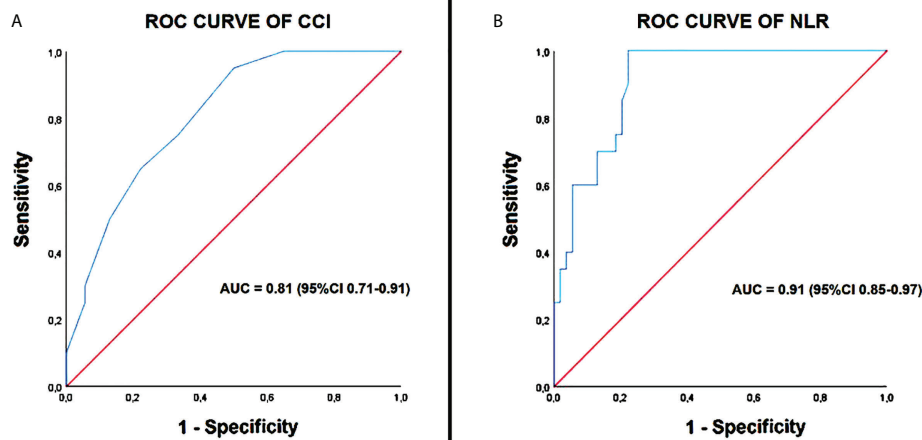 A
ROC CURVE OF CCI
1,0
0,8
0,6
0,4
0,2
0,0
Sensitivity
AUC = 0.81 (95%CI 0.71-0.91)
0,0 0,2 0,4 0,6 0,8 1,0
1 - Specificity
B
ROC CURVE OF NLR
1,0
0,8
0,6
0,4
0,2
0,0
Sensitivity
AUC = 0.91 (95%CI 0.85-0.97)
0,0 0,2 0,4 0,6 0,8 1,0
1 - Specificity